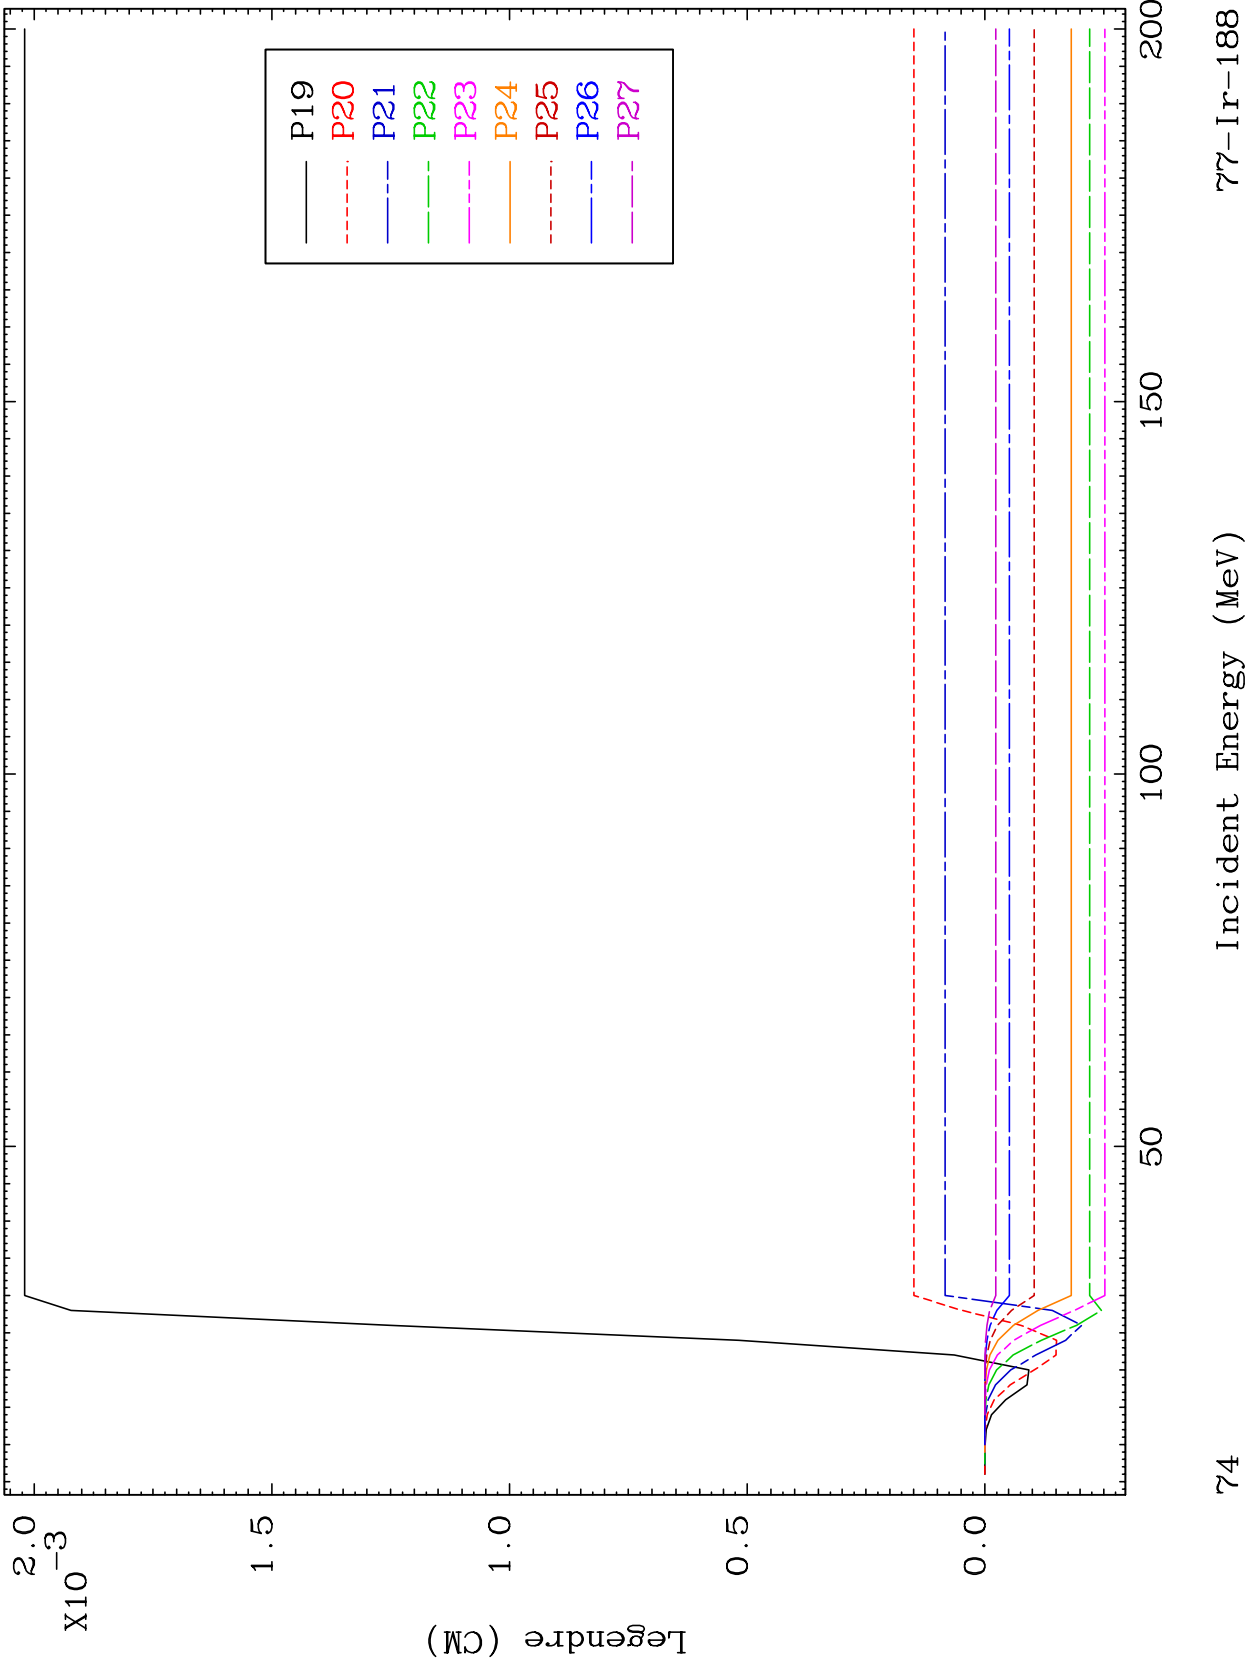 2.0
X10⁻³
1.5
1.0
0.5
0.0
Legendre (CM)
P19
P20
P21
P22
P23
P24
P25
P26
P27
50
100
150
200
74
Incident Energy (MeV)
77-Ir-188